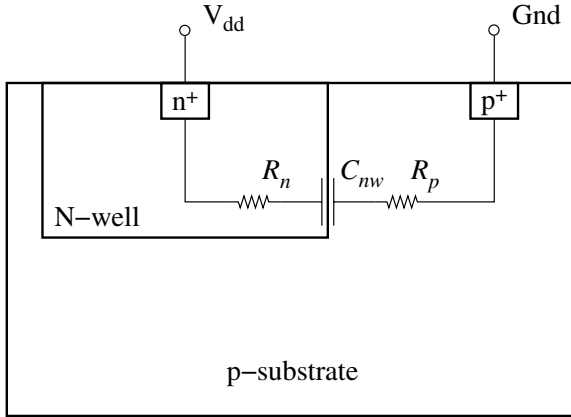 V_dd
Gnd
n⁺
p⁺
R_n
C_nw
R_p
N−well
p−substrate